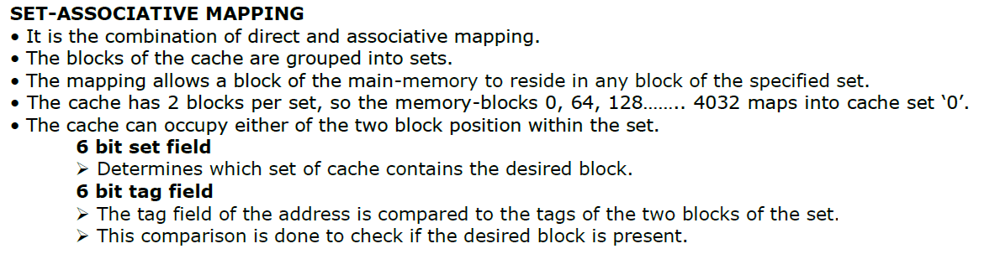 SET-ASSOCIATIVE MAPPING
• It is the combination of direct and associative mapping.
• The blocks of the cache are grouped into sets.
• The mapping allows a block of the main-memory to reside in any block of the specified set.
• The cache has 2 blocks per set, so the memory-blocks 0, 64, 128…….. 4032 maps into cache set ‘0’.
• The cache can occupy either of the two block position within the set.
6 bit set field
➢ Determines which set of cache contains the desired block.
6 bit tag field
➢ The tag field of the address is compared to the tags of the two blocks of the set.
➢ This comparison is done to check if the desired block is present.